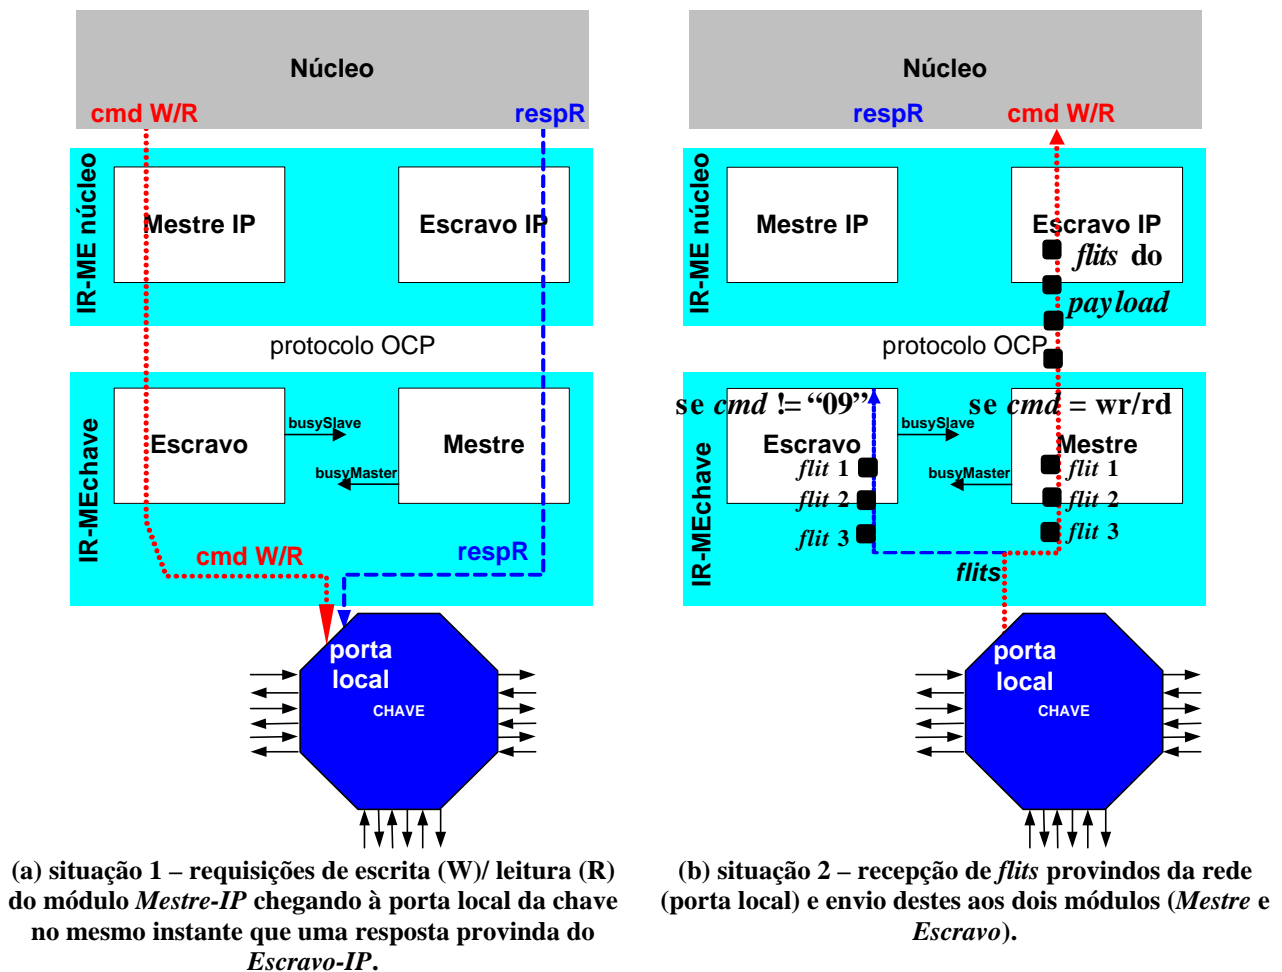 Núcleo
cmd W/R
respR
IR-ME núcleo
Mestre IP
Escravo IP
protocolo OCP
IR-MEchave
Escravo
busySlave
busyMaster
Mestre
cmd W/R
respR
porta
local
CHAVE
(a) situação 1 – requisições de escrita (W)/ leitura (R)
do módulo Mestre-IP chegando à porta local da chave
no mesmo instante que uma resposta provinda do
Escravo-IP.
Núcleo
respR
cmd W/R
IR-ME núcleo
Mestre IP
Escravo IP
flits do
payload
protocolo OCP
IR-MEchave
se cmd != “09”
se cmd = wr/rd
Escravo
busySlave
busyMaster
Mestre
flit 1
flit 2
flit 3
flit 1
flit 2
flit 3
flits
porta
local
CHAVE
(b) situação 2 – recepção de flits provindos da rede
(porta local) e envio destes aos dois módulos (Mestre e
Escravo).